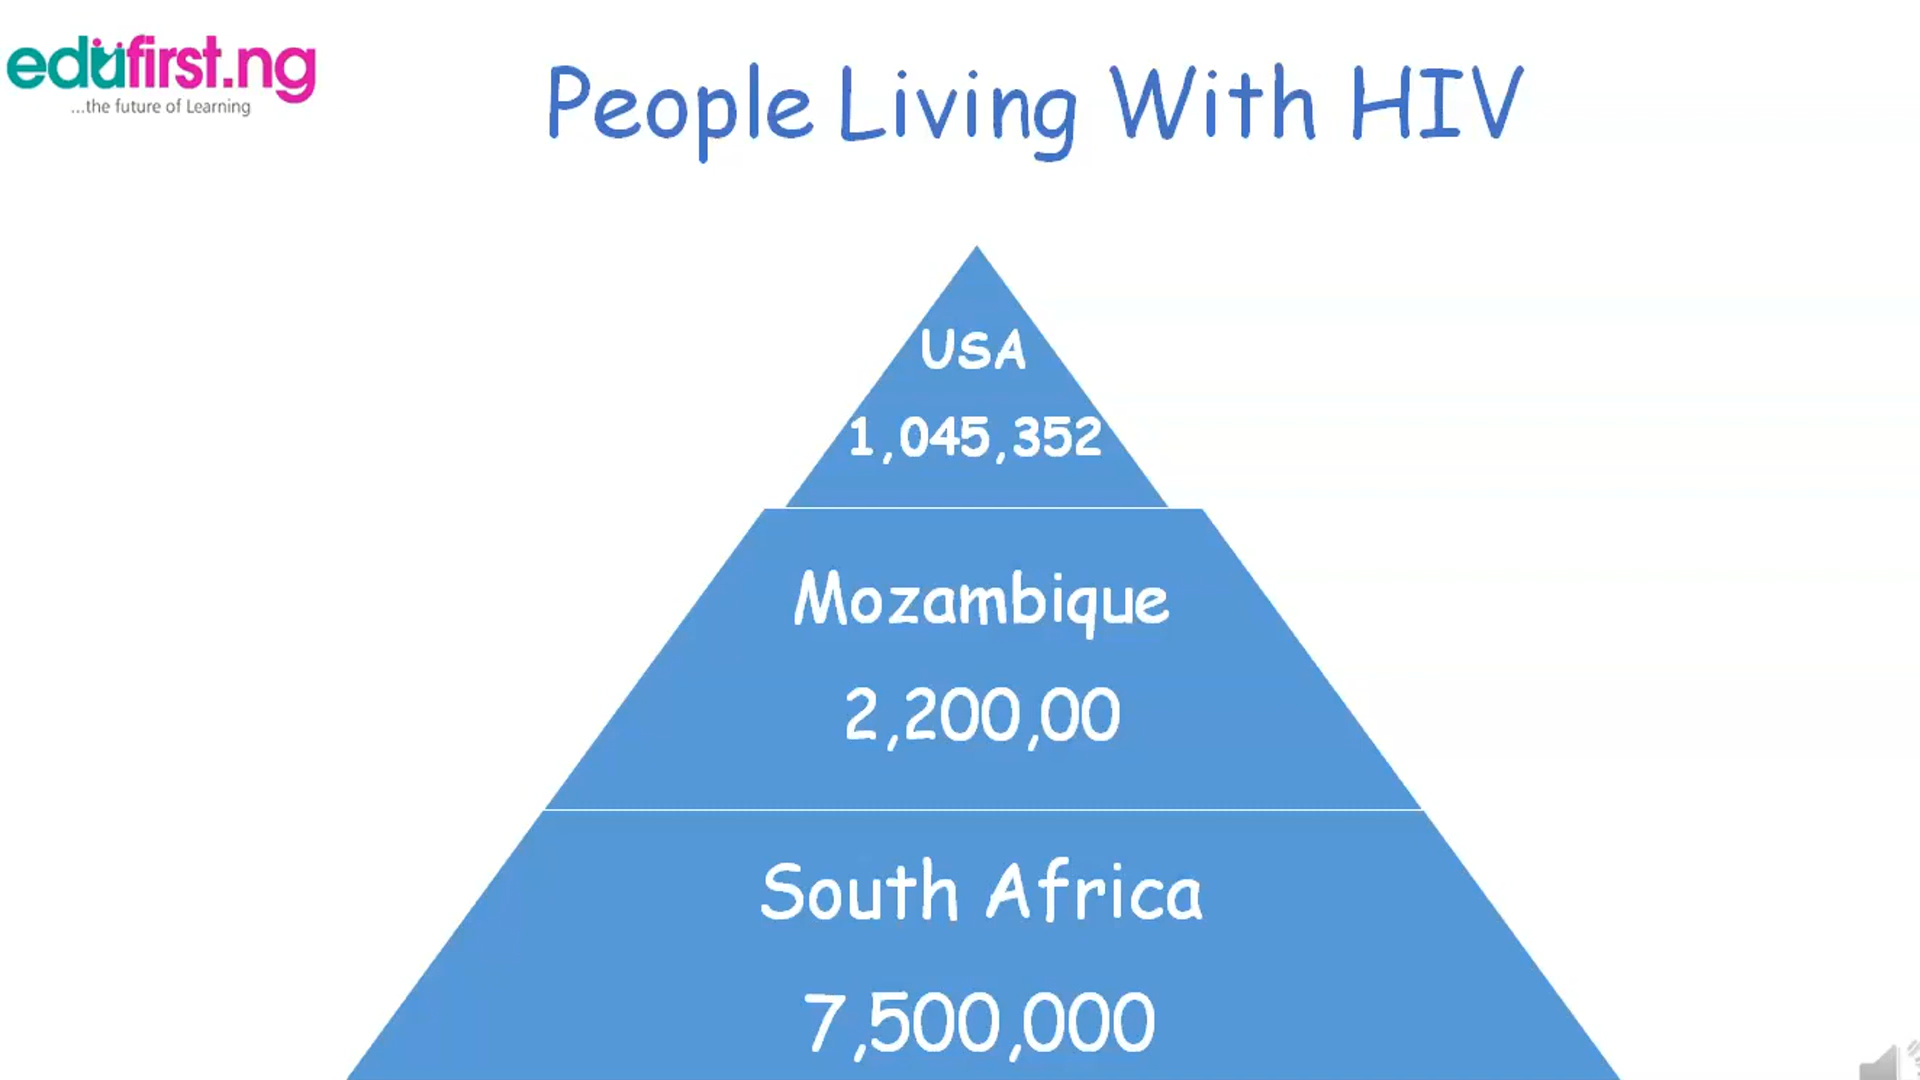 edufirst.ng
...the future of Learning
People Living With HIV
USA
1,045,352
Mozambique
2,200,00
South Africa
7,500,000